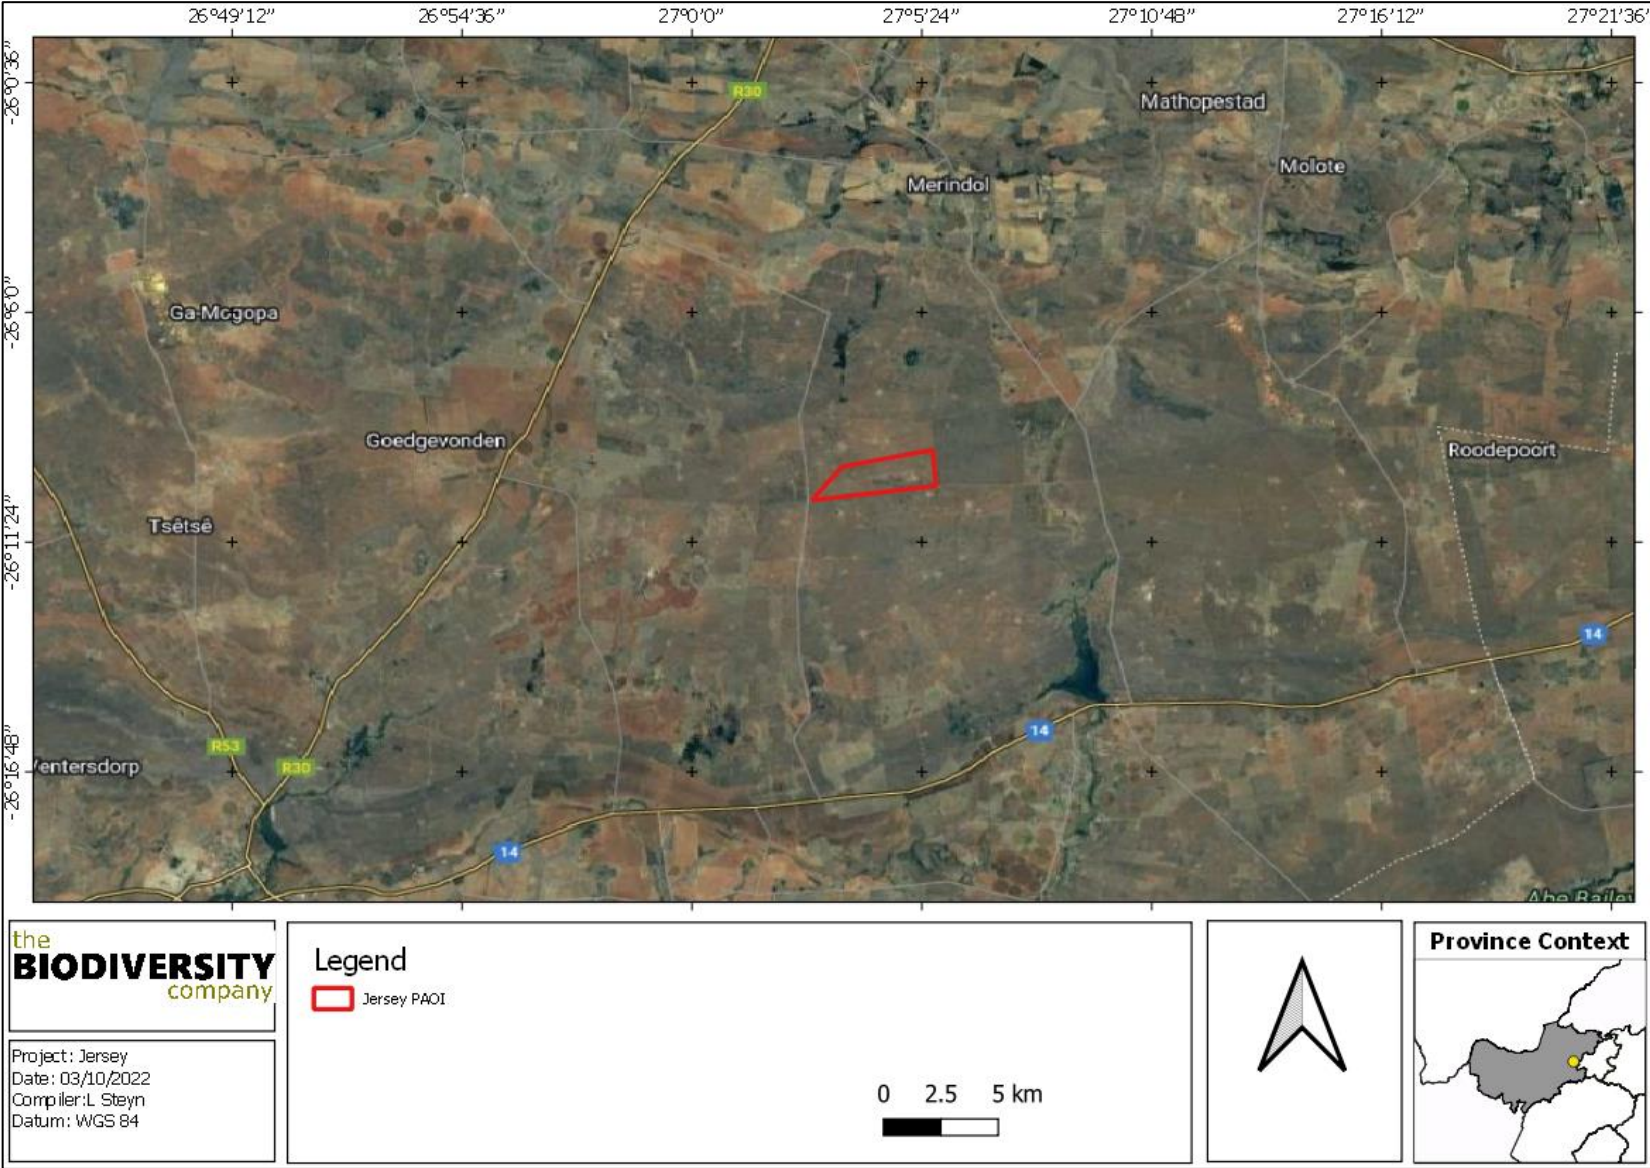 26°49'12" 26°54'36" 27°0'0" 27°5'24" 27°10'48" 27°16'12" 27°21'36"
-26°0'36"
-26°6'0"
-26°11'24"
-26°16'48"
R30
Mathopestad
Molote
Merindol
Ga-Mogopa
Goedgevonden
Roodepoort
Tsêtsê
14
14
R53
R30
Ventersdorp
14
Abe Bailey
the
BIODIVERSITY
company
Project: Jersey
Date: 03/10/2022
Compiler:L Steyn
Datum: WGS 84
Legend
Jersey PAOI
0 2.5 5 km
Province Context